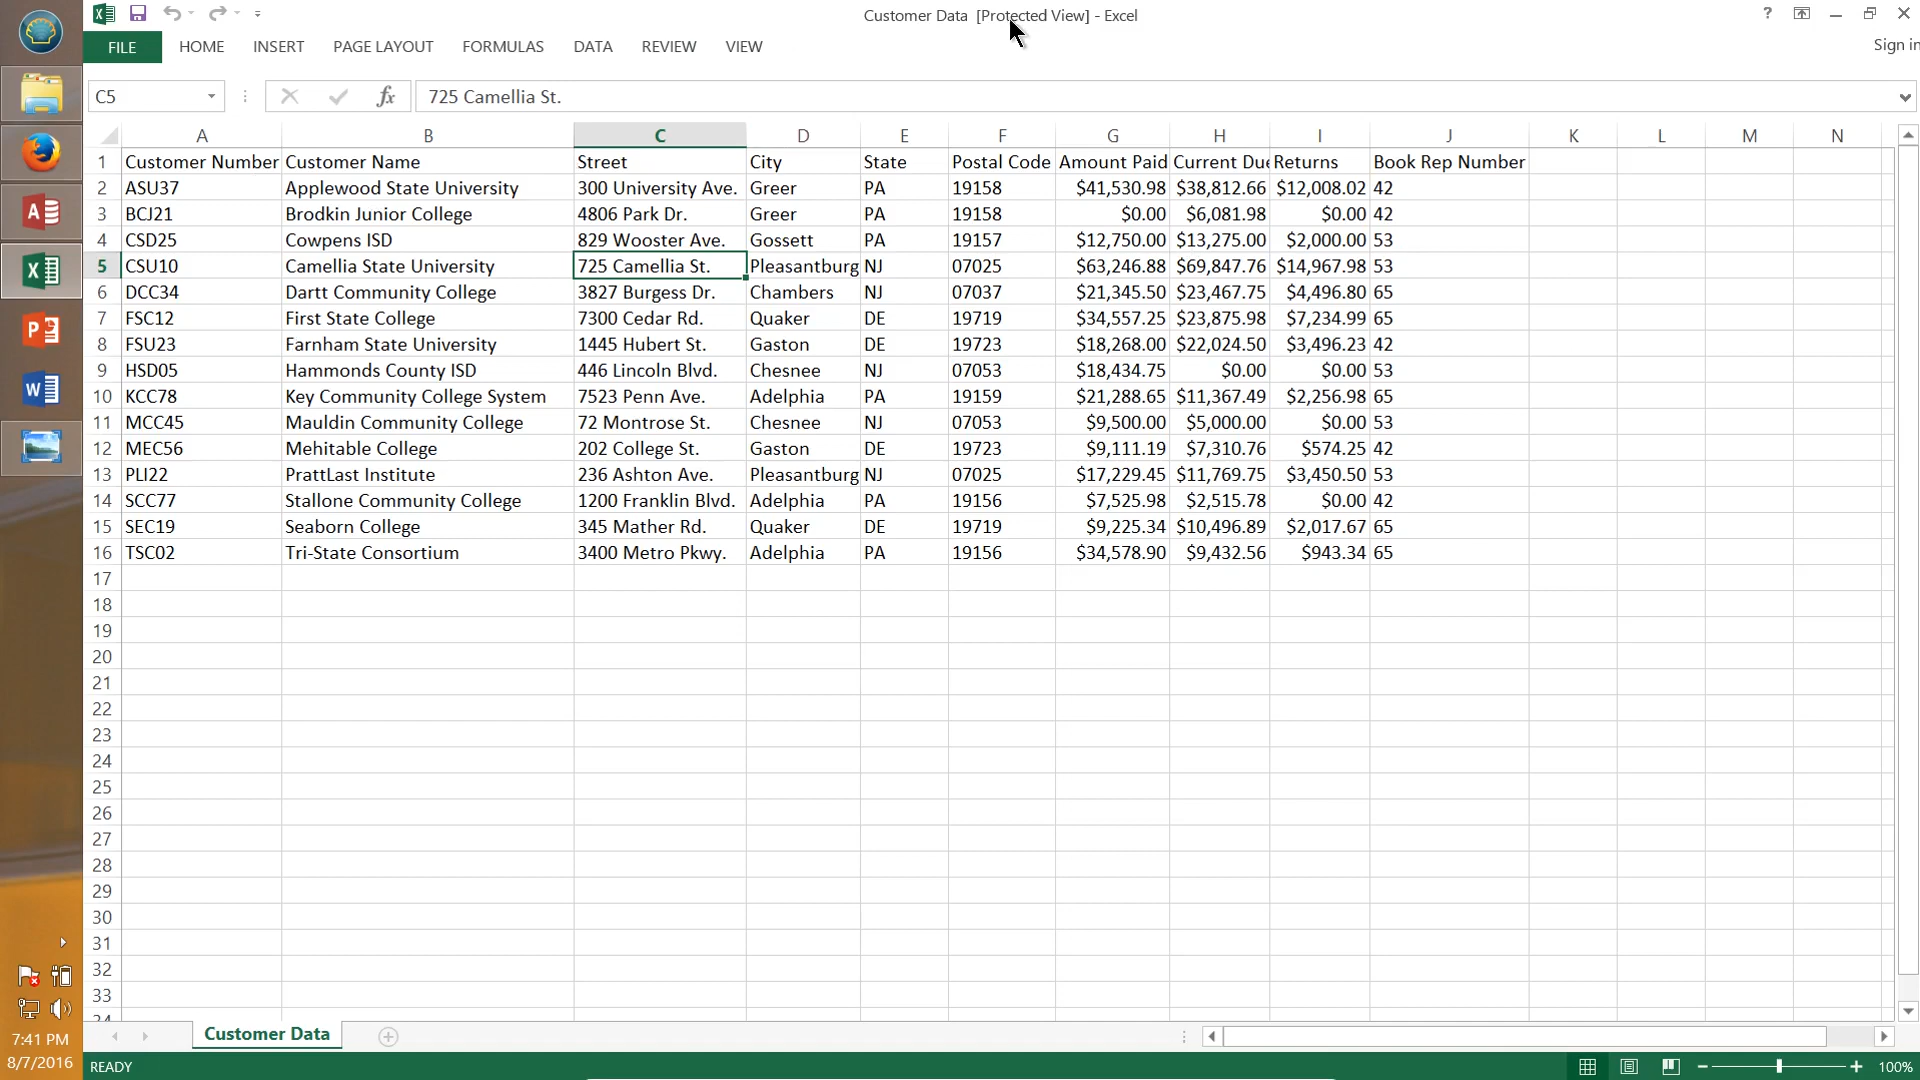 Customer Data [Protected View] - Excel
?
Sign in
FILE HOME INSERT PAGE LAYOUT FORMULAS DATA REVIEW VIEW
C5 fx 725 Camellia St.
A B C D E F G H I J K L M N
1 Customer Number Customer Name Street City State Postal Code Amount Paid Current Du Returns Book Rep Number
2 ASU37 Applewood State University 300 University Ave. Greer PA 19158 $41,530.98 $38,812.66 $12,008.02 42
3 BCJ21 Brodkin Junior College 4806 Park Dr. Greer PA 19158 $0.00 $6,081.98 $0.00 42
4 CSD25 Cowpens ISD 829 Wooster Ave. Gossett PA 19157 $12,750.00 $13,275.00 $2,000.00 53
5 CSU10 Camellia State University 725 Camellia St. Pleasantburg NJ 07025 $63,246.88 $69,847.76 $14,967.98 53
6 DCC34 Dartt Community College 3827 Burgess Dr. Chambers NJ 07037 $21,345.50 $23,467.75 $4,496.80 65
7 FSC12 First State College 7300 Cedar Rd. Quaker DE 19719 $34,557.25 $23,875.98 $7,234.99 65
8 FSU23 Farnham State University 1445 Hubert St. Gaston DE 19723 $18,268.00 $22,024.50 $3,496.23 42
9 HSD05 Hammonds County ISD 446 Lincoln Blvd. Chesnee NJ 07053 $18,434.75 $0.00 $0.00 53
10 KCC78 Key Community College System 7523 Penn Ave. Adelphia PA 19159 $21,288.65 $11,367.49 $2,256.98 65
11 MCC45 Mauldin Community College 72 Montrose St. Chesnee NJ 07053 $9,500.00 $5,000.00 $0.00 53
12 MEC56 Mehitable College 202 College St. Gaston DE 19723 $9,111.19 $7,310.76 $574.25 42
13 PLI22 PrattLast Institute 236 Ashton Ave. Pleasantburg NJ 07025 $17,229.45 $11,769.75 $3,450.50 53
14 SCC77 Stallone Community College 1200 Franklin Blvd. Adelphia PA 19156 $7,525.98 $2,515.78 $0.00 42
15 SEC19 Seaborn College 345 Mather Rd. Quaker DE 19719 $9,225.34 $10,496.89 $2,017.67 65
16 TSC02 Tri-State Consortium 3400 Metro Pkwy. Adelphia PA 19156 $34,578.90 $9,432.56 $943.34 65
17
18
19
20
21
22
23
24
25
26
27
28
29
30
31
32
33
34
Customer Data
READY 100%
7:41 PM
8/7/2016